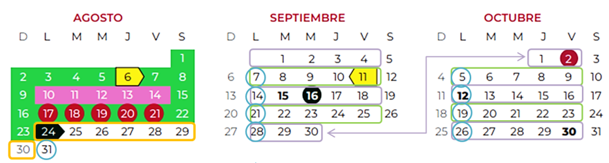 AGOSTO SEPTIEMBRE OCTUBRE
D L M M J V S D L M M J V S D L M M J V S
1 1 2 3 4 5 1 2 3
2 3 4 5 6 7 8 6 7 8 9 10 11 12 4 5 6 7 8 9 10
9 10 11 12 13 14 15 13 14 15 16 17 18 19 11 12 13 14 15 16 17
16 17 18 19 20 21 22 20 21 22 23 24 25 26 18 19 20 21 22 23 24
23 24 25 26 27 28 29 27 28 29 30 25 26 27 28 29 30 31
30 31